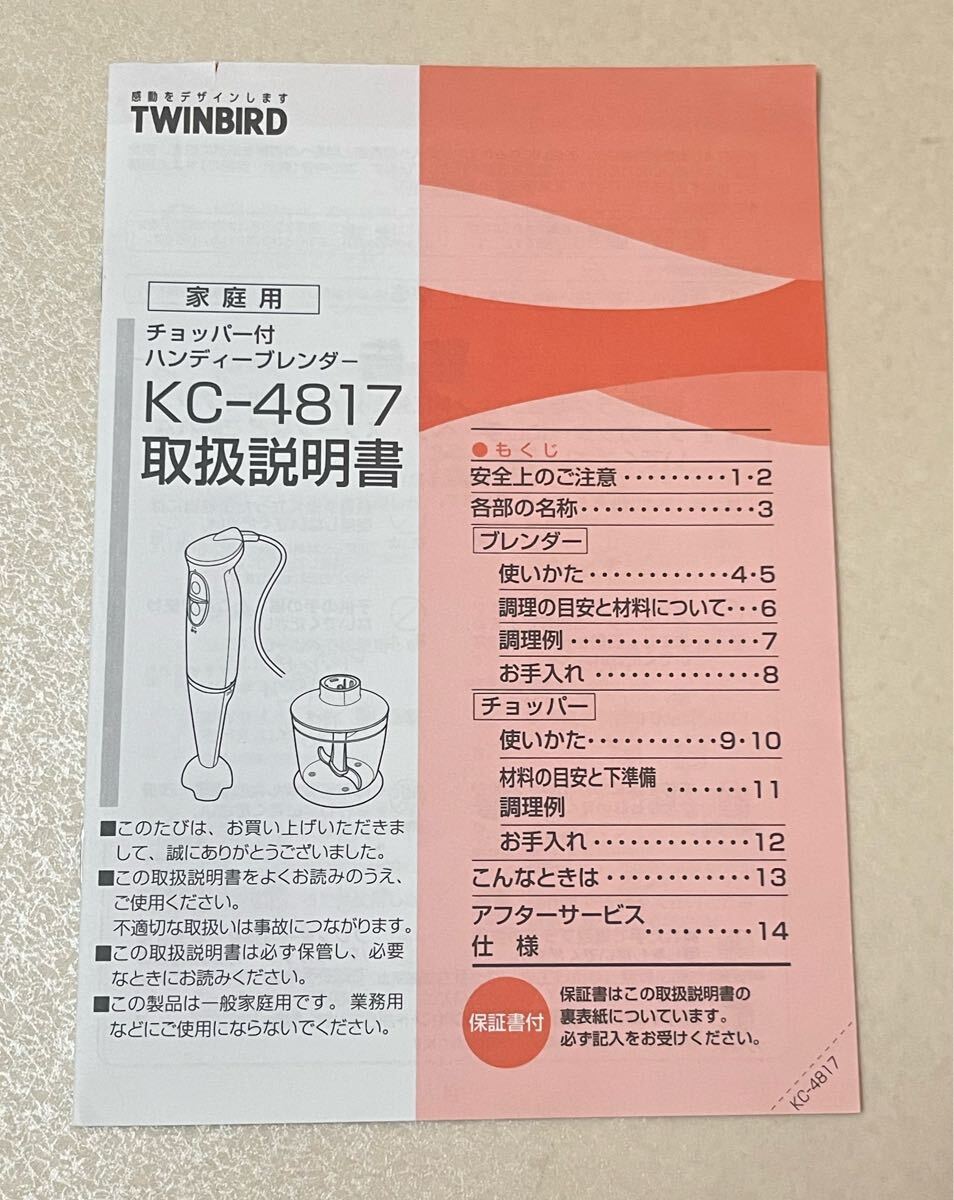 感動をデザインします
TWINBIRD
家庭用
チョッパー付
ハンディーブレンダー
KC-4817
取扱説明書
■このたびは、お買い上げいただきま
して、誠にありがとうございました。
■この取扱説明書をよくお読みのうえ、
ご使用ください。
不適切な取扱いは事故につながります。
■この取扱説明書は必ず保管し、必要
なときにお読みください。
■この製品は一般家庭用です。業務用
などにご使用にならないでください。
●もくじ
安全上のご注意・・・・・・・・・1・2
各部の名称・・・・・・・・・・・・・・・3
ブレンダー
使いかた・・・・・・・・・・・・4・5
調理の目安と材料について・・・6
調理例・・・・・・・・・・・・・・・・7
お手入れ・・・・・・・・・・・・・・8
チョッパー
使いかた・・・・・・・・・・・9・10
材料の目安と下準備
調理例・・・・・・・11
お手入れ・・・・・・・・・・・・12
こんなときは・・・・・・・・・・・・13
アフターサービス
仕様・・・・・・・・・14
保証書付
保証書はこの取扱説明書の
裏表紙についています。
必ず記入をお受けください。
KC-4817